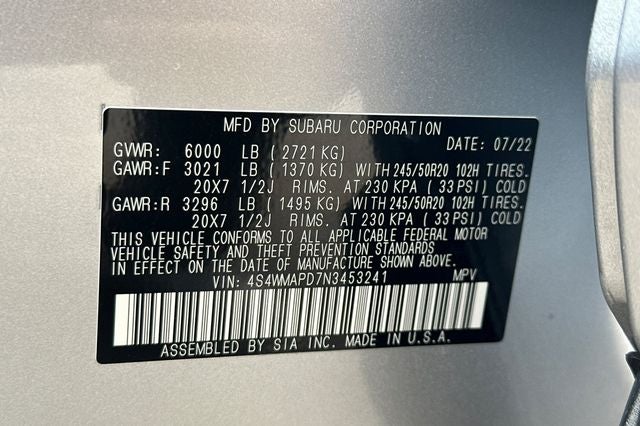 MFD BY SUBARU CORPORATION
GVWR: 6000 LB ( 2721 KG) DATE: 07/22
GAWR:F 3021 LB ( 1370 KG) WITH 245/50R20 102H TIRES.
20X7 1/2J RIMS. AT 230 KPA ( 33 PSI) COLD
GAWR:R 3296 LB ( 1495 KG) WITH 245/50R20 102H TIRES.
20X7 1/2J RIMS. AT 230 KPA ( 33 PSI) COLD
THIS VEHICLE CONFORMS TO ALL APPLICABLE FEDERAL MOTOR
VEHICLE SAFETY AND THEFT PREVENTION STANDARDS
IN EFFECT ON THE DATE OF MANUFACTURE SHOWN ABOVE.
VIN: 4S4WMAPD7N3453241 MPV
ASSEMBLED BY SIA INC. MADE IN U.S.A.